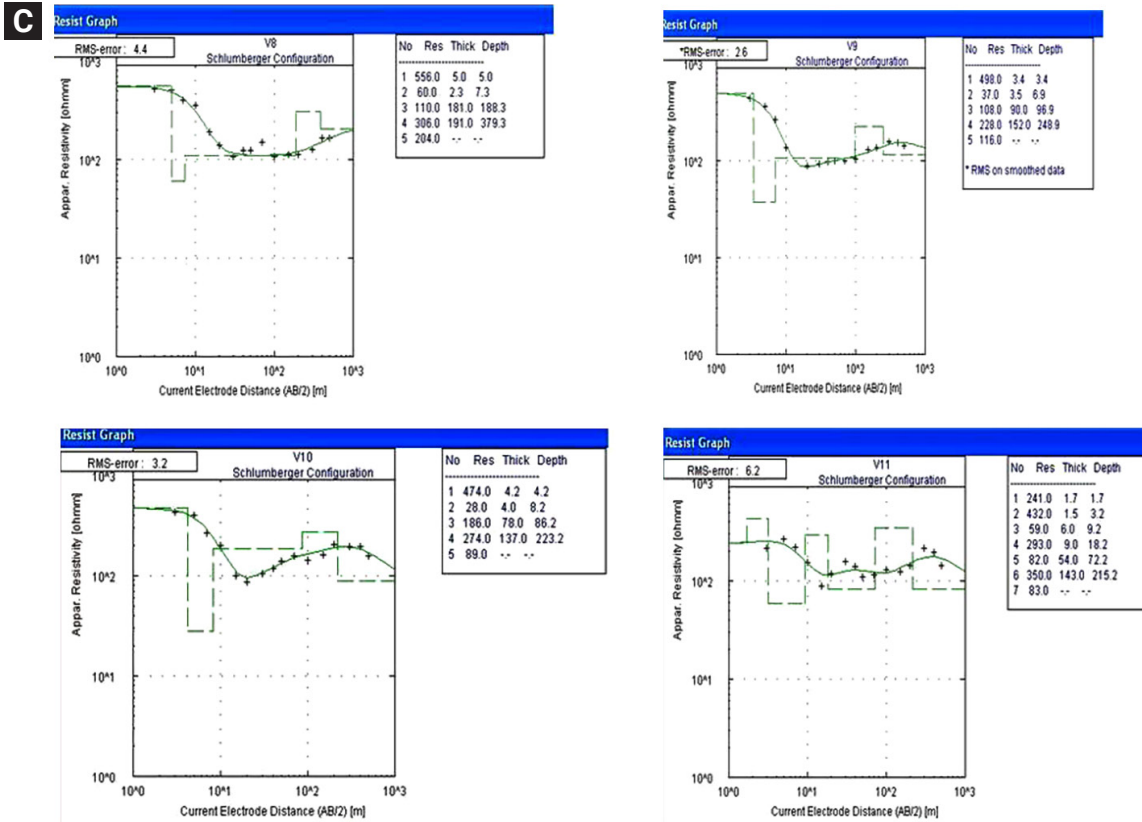 C
Resist Graph
RMS-error: 4.4
V8
Schlumberger Configuration
No Res Thick Depth
1 556.0 5.0 5.0
2 60.0 2.3 7.3
3 110.0 181.0 188.3
4 306.0 191.0 379.3
5 204.0 -.- -.-
Appar. Resistivity [ohmm]
10^3
10^2
10^1
10^0
10^0 10^1 10^2 10^3
Current Electrode Distance (AB/2) [m]
Resist Graph
*RMS-error: 2.6
V9
Schlumberger Configuration
No Res Thick Depth
1 498.0 3.4 3.4
2 37.0 3.5 6.9
3 108.0 90.0 96.9
4 228.0 152.0 248.9
5 116.0 -.- -.-
* RMS on smoothed data
Appar. Resistivity [ohmm]
10^3
10^2
10^1
10^0
10^0 10^1 10^2 10^3
Current Electrode Distance (AB/2) [m]
Resist Graph
RMS-error: 3.2
V10
Schlumberger Configuration
No Res Thick Depth
1 474.0 4.2 4.2
2 28.0 4.0 8.2
3 186.0 78.0 86.2
4 274.0 137.0 223.2
5 89.0 -.- -.-
Appar. Resistivity [ohmm]
10^3
10^2
10^1
10^0
10^0 10^1 10^2 10^3
Current Electrode Distance (AB/2) [m]
Resist Graph
RMS-error: 6.2
V11
Schlumberger Configuration
No Res Thick Depth
1 241.0 1.7 1.7
2 432.0 1.5 3.2
3 59.0 6.0 9.2
4 293.0 9.0 18.2
5 82.0 54.0 72.2
6 350.0 143.0 215.2
7 83.0 -.- -.-
Appar. Resistivity [ohmm]
10^3
10^2
10^1
10^0
10^0 10^1 10^2 10^3
Current Electrode Distance (AB/2) [m]